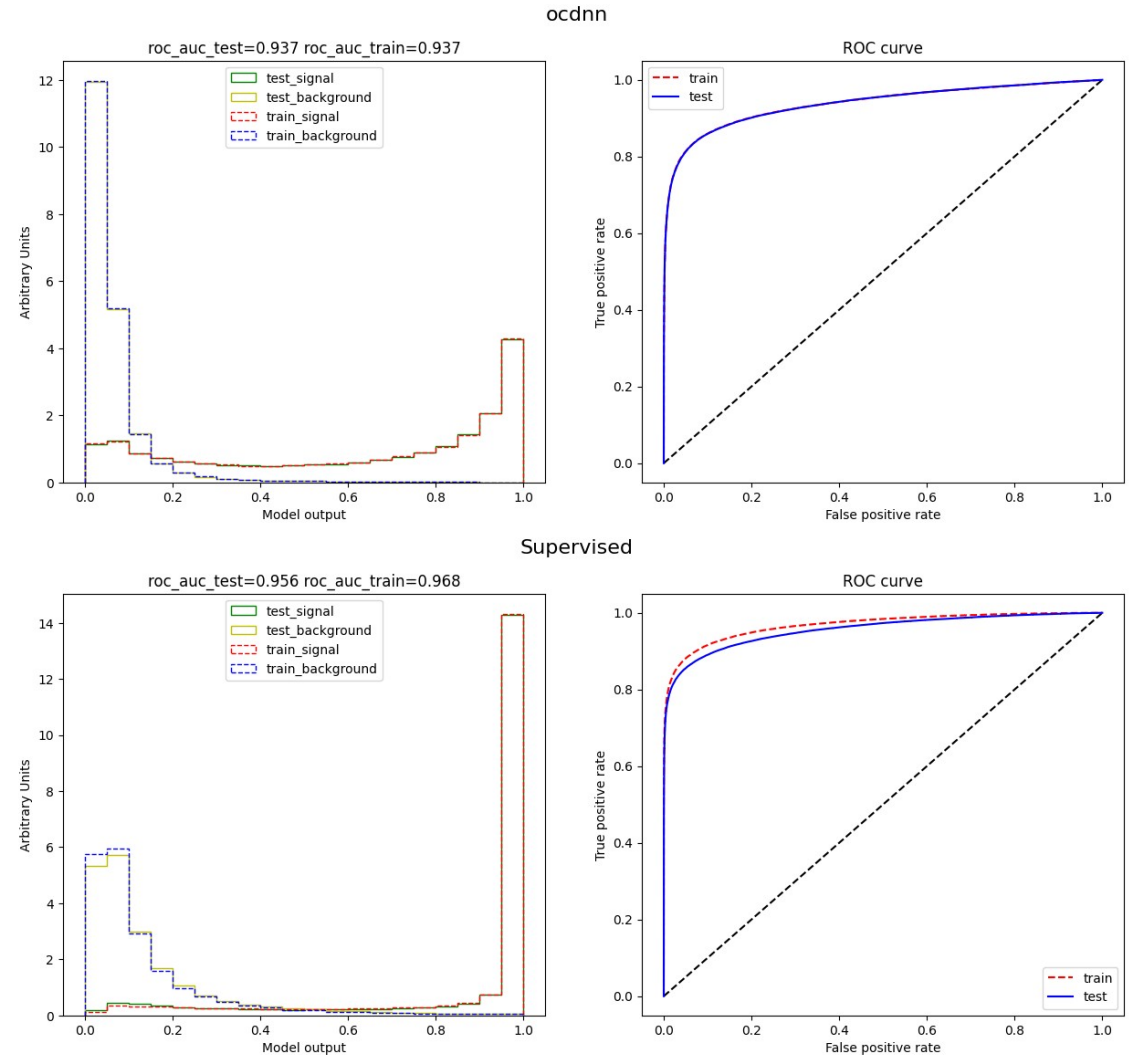 ocdnn
roc_auc_test=0.937 roc_auc_train=0.937
test_signal
test_background
train_signal
train_background
Arbitrary Units
12
10
8
6
4
2
0
0.0 0.2 0.4 0.6 0.8 1.0
Model output
ROC curve
train
test
True positive rate
1.0
0.8
0.6
0.4
0.2
0.0
0.0 0.2 0.4 0.6 0.8 1.0
False positive rate
Supervised
roc_auc_test=0.956 roc_auc_train=0.968
test_signal
test_background
train_signal
train_background
Arbitrary Units
14
12
10
8
6
4
2
0
0.0 0.2 0.4 0.6 0.8 1.0
Model output
ROC curve
True positive rate
1.0
0.8
0.6
0.4
0.2
0.0
train
test
0.0 0.2 0.4 0.6 0.8 1.0
False positive rate